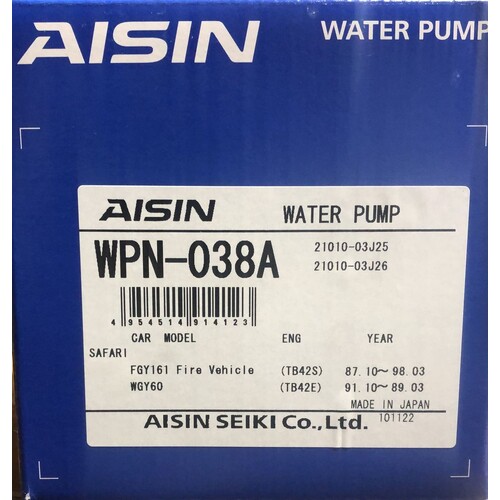 AISIN WATER PUMP
AISIN WATER PUMP
WPN-038A 21010-03J25
21010-03J26
4 954514 914123
CAR MODEL ENG YEAR
SAFARI
FGY161 Fire Vehicle (TB42S) 87.10~98.03
WGY60 (TB42E) 91.10~89.03
MADE IN JAPAN
AISIN SEIKI Co.,Ltd. 101122